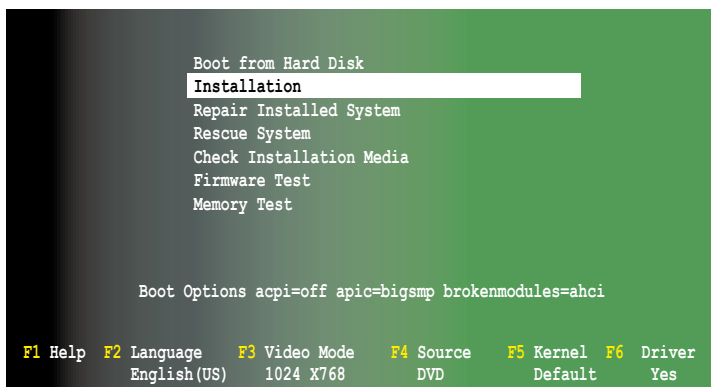 Boot from Hard Disk
Installation
Repair Installed System
Rescue System
Check Installation Media
Firmware Test
Memory Test
Boot Options acpi=off apic=bigsmp brokenmodules=ahci
F1 Help F2 Language F3 Video Mode F4 Source F5 Kernel F6 Driver
English(US) 1024 X768 DVD Default Yes